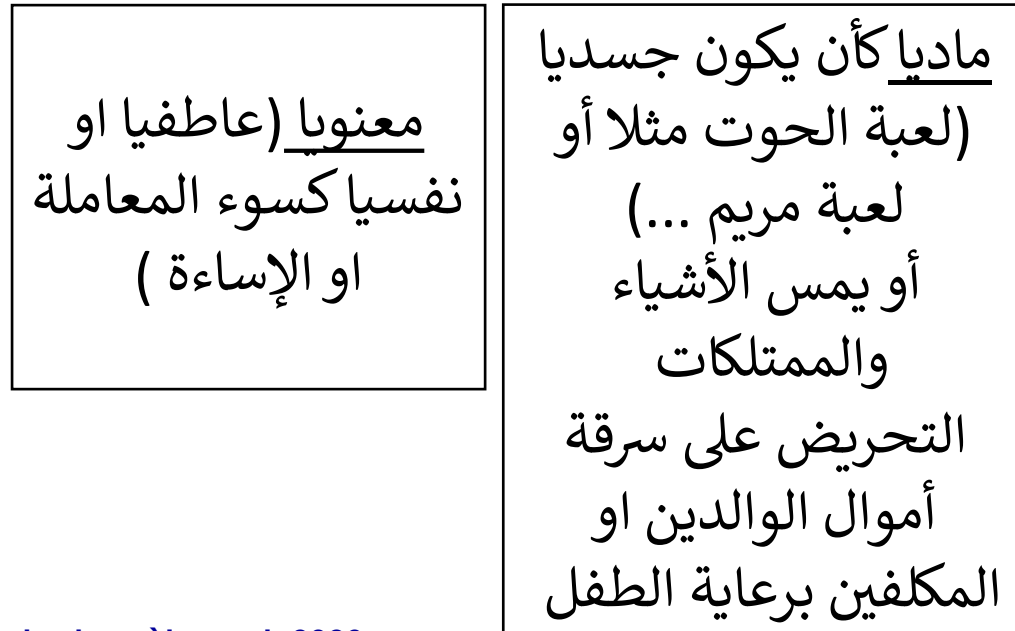 ماديا كأن يكون جسديا
(لعبة الحوت مثلا أو
لعبة مريم ...)
أو يمس الأشياء
والممتلكات
التحريض على سرقة
أموال الوالدين او
المكلفين برعاية الطفل
معنويا (عاطفيا او
نفسيا كسوء المعاملة
او الإساءة )